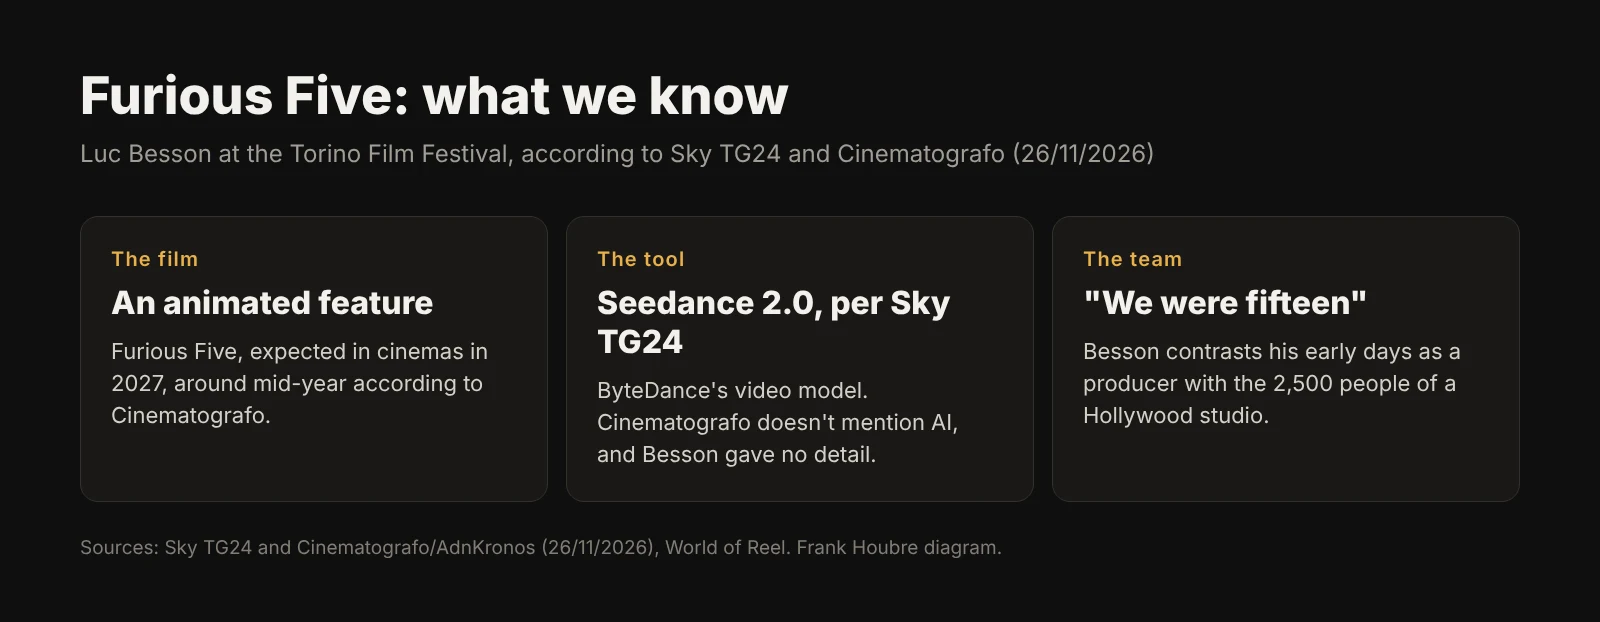 Furious Five: what we know
Luc Besson at the Torino Film Festival, according to Sky TG24 and Cinematografo (26/11/2026)
The film
An animated feature
Furious Five, expected in cinemas in
2027, around mid-year according to
Cinematografo.
The tool
Seedance 2.0, per Sky
TG24
ByteDance's video model.
Cinematografo doesn't mention AI,
and Besson gave no detail.
The team
"We were fifteen"
Besson contrasts his early days as a
producer with the 2,500 people of a
Hollywood studio.
Sources: Sky TG24 and Cinematografo/AdnKronos (26/11/2026), World of Reel. Frank Houbre diagram.